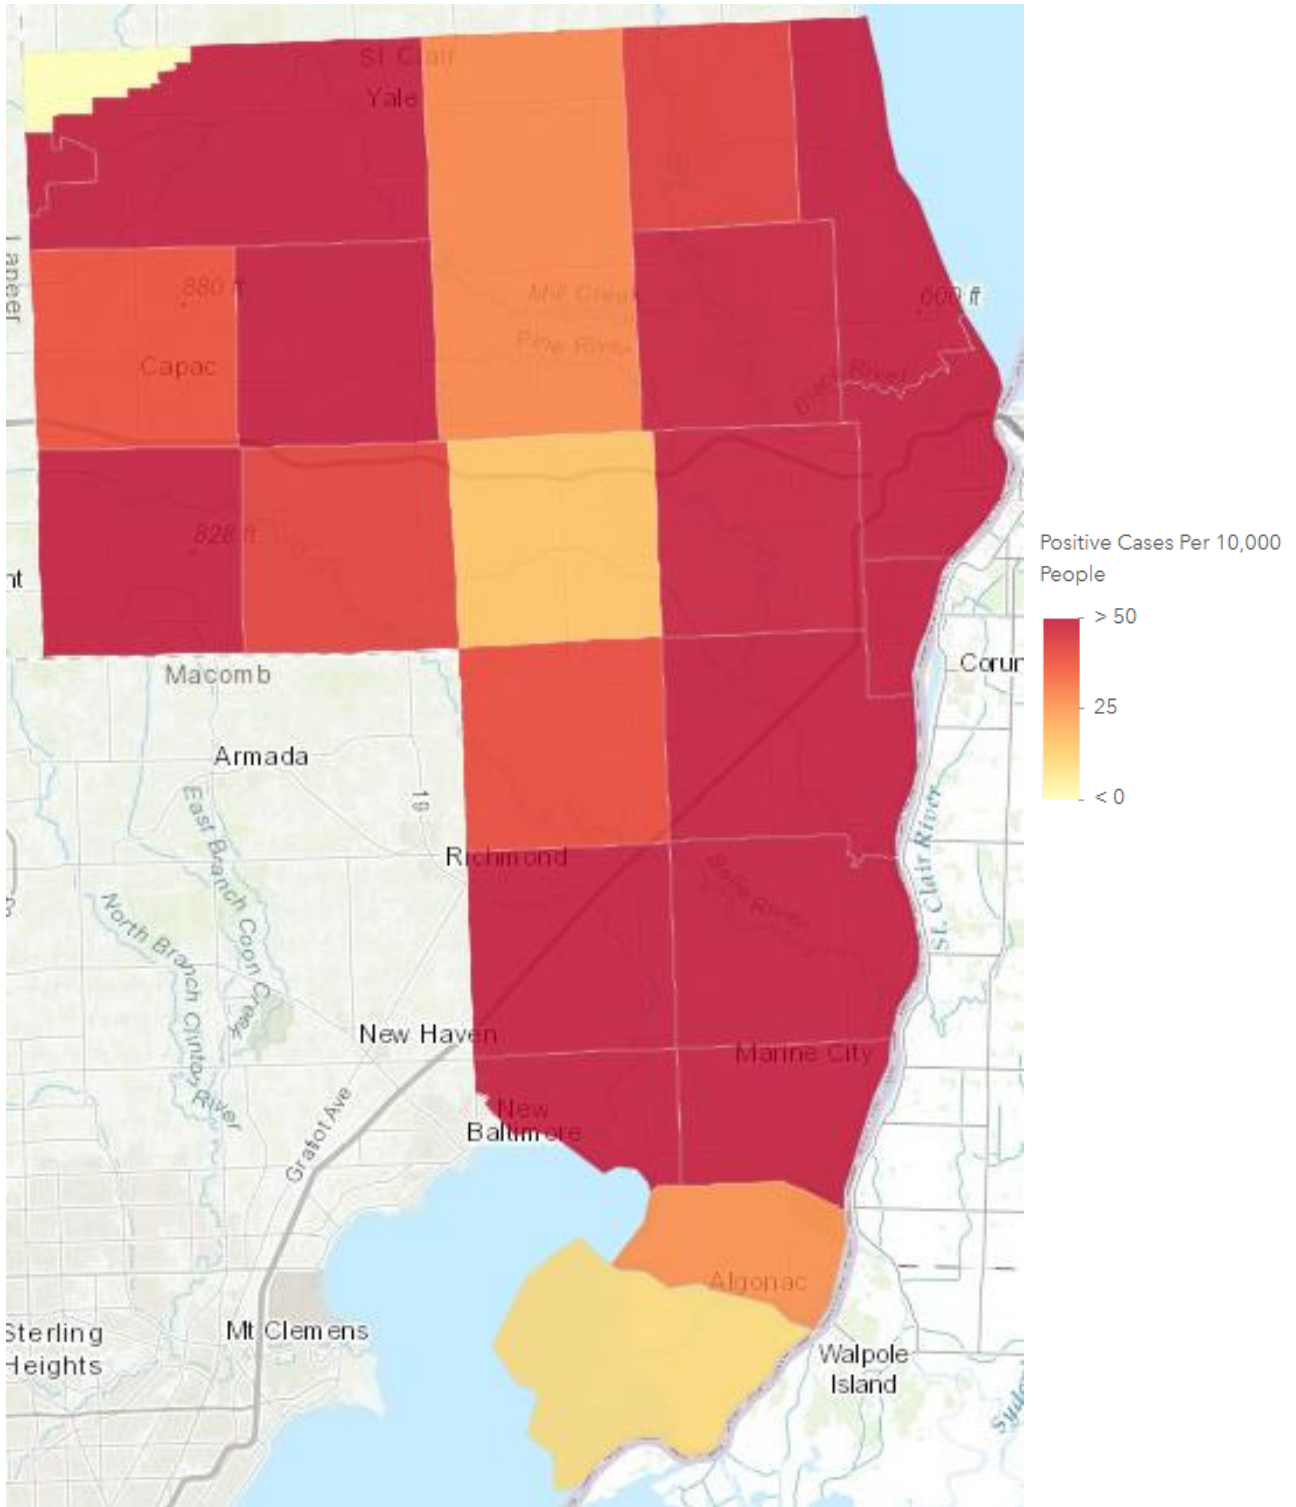 St Clair
Yale
Lapeer
880 ft
Mill Creek
Pine River
600 ft
Capac
Black River
828 ft
nt
Positive Cases Per 10,000
People
> 50
25
< 0
Macomb
Corun
Armada
19
East Branch Coon Creek
Richmond
Belle River
St. Clair River
North Branch Clinton River
New Haven
Marine City
Gratiot Ave
New
Baltimore
Algonac
Sterling
Heights
Mt Clemens
Walpole
Island